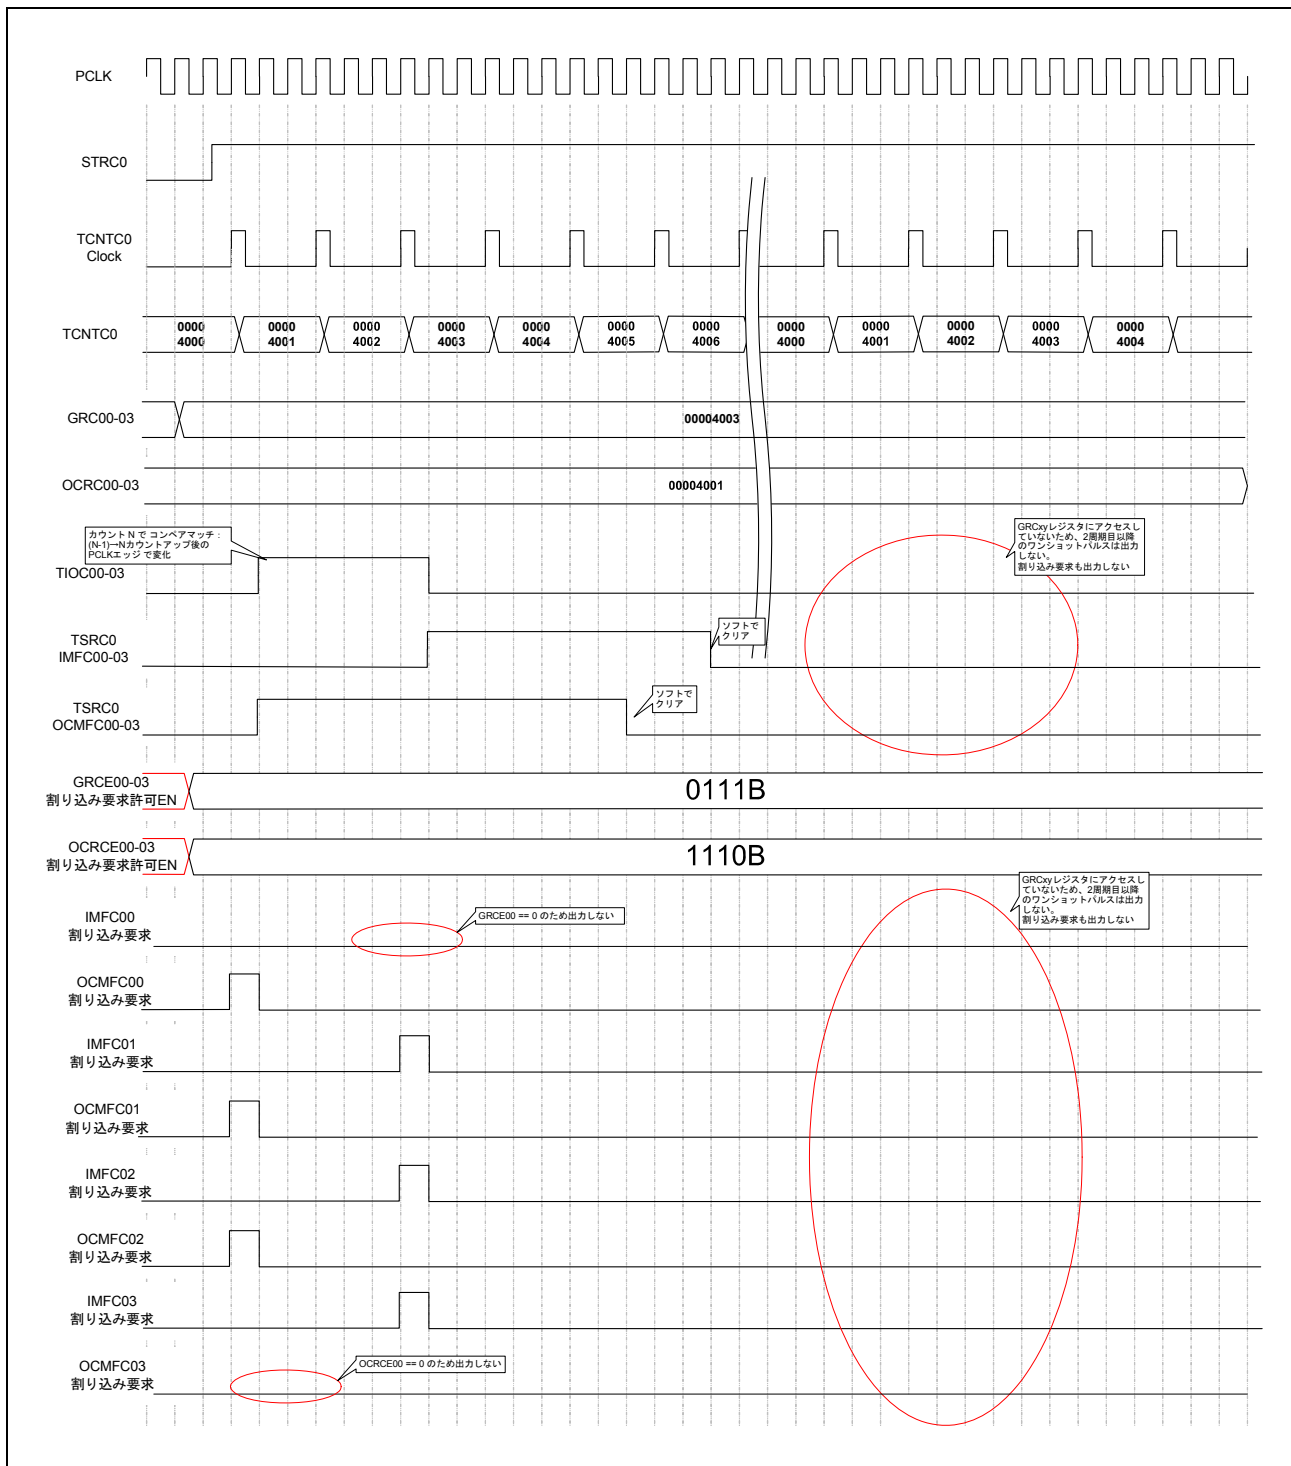 PCLK
STRC0
TCNTC0
Clock
TCNTC0
0000
4000
0000
4001
0000
4002
0000
4003
0000
4004
0000
4005
0000
4006
0000
4000
0000
4001
0000
4002
0000
4003
0000
4004
GRC00-03
00004003
OCRC00-03
00004001
カウント N で コンペアマッチ :
(N-1)→Nカウントアップ後の
PCLKエッジ で変化
GRCxyレジスタにアクセスし
ていないため、2周期目以降
のワンショットパルスは出力
しない。
割り込み要求も出力しない
TIOC00-03
TSRC0
IMFC00-03
ソフトで
クリア
TSRC0
OCMFC00-03
ソフトで
クリア
GRCE00-03
割り込み要求許可EN
0111B
OCRCE00-03
割り込み要求許可EN
1110B
GRCxyレジスタにアクセスし
ていないため、2周期目以降
のワンショットパルスは出力
しない。
割り込み要求も出力しない
IMFC00
割り込み要求
GRCE00 == 0 のため出力しない
OCMFC00
割り込み要求
IMFC01
割り込み要求
OCMFC01
割り込み要求
IMFC02
割り込み要求
OCMFC02
割り込み要求
IMFC03
割り込み要求
OCMFC03
割り込み要求
OCRCE00 == 0 のため出力しない